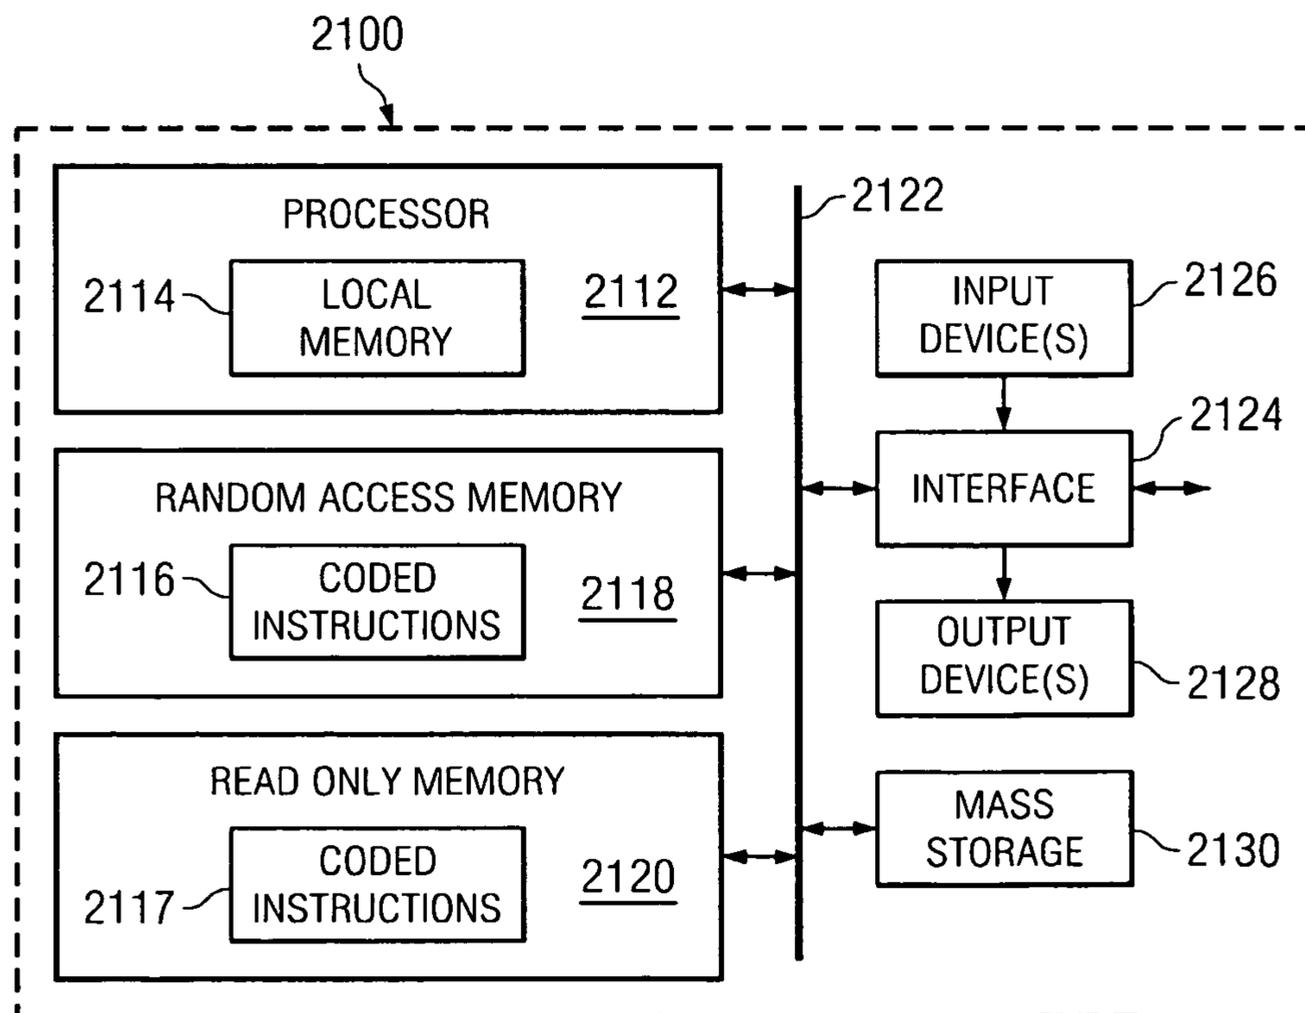 2100
PROCESSOR
2114
LOCAL
MEMORY
2112
RANDOM ACCESS MEMORY
2116
CODED
INSTRUCTIONS
2118
READ ONLY MEMORY
2117
CODED
INSTRUCTIONS
2120
2122
INPUT
DEVICE(S)
2126
INTERFACE
2124
OUTPUT
DEVICE(S)
2128
MASS
STORAGE
2130